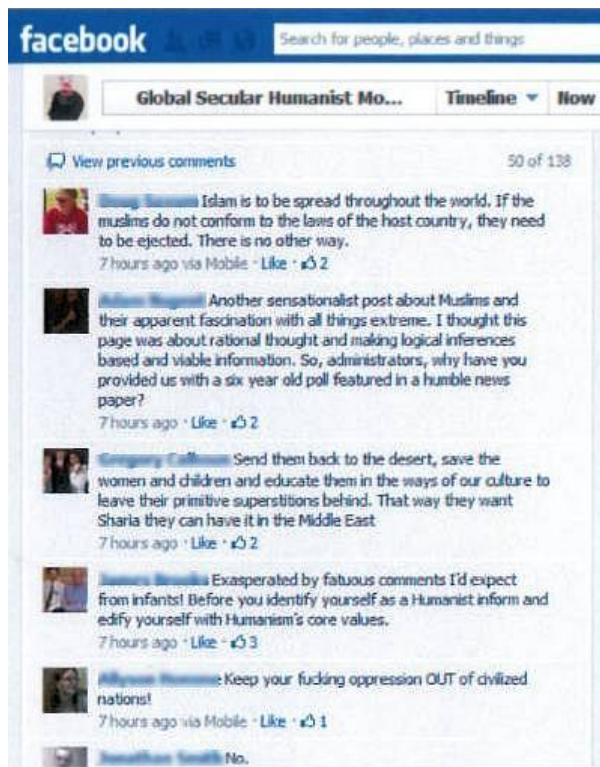 facebook
Search for people, places and things
Global Secular Humanist Mo...
Timeline
Now
View previous comments
50 of 138
Islam is to be spread throughout the world. If the
muslims do not conform to the laws of the host country, they need
to be ejected. There is no other way.
7 hours ago via Mobile · Like · 2
Another sensationalist post about Muslims and
their apparent fascination with all things extreme. I thought this
page was about rational thought and making logical inferences
based and viable information. So, administrators, why have you
provided us with a six year old poll featured in a humble news
paper?
7 hours ago · Like · 2
Send them back to the desert, save the
women and children and educate them in the ways of our culture to
leave their primitive superstitions behind. That way they want
Sharia they can have it in the Middle East
7 hours ago · Like · 2
Exasperated by fatuous comments I'd expect
from infants! Before you identify yourself as a Humanist inform and
edify yourself with Humanism's core values.
7 hours ago · Like · 3
Keep your fucking oppression OUT of civilized
nations!
7 hours ago via Mobile · Like · 1
No.